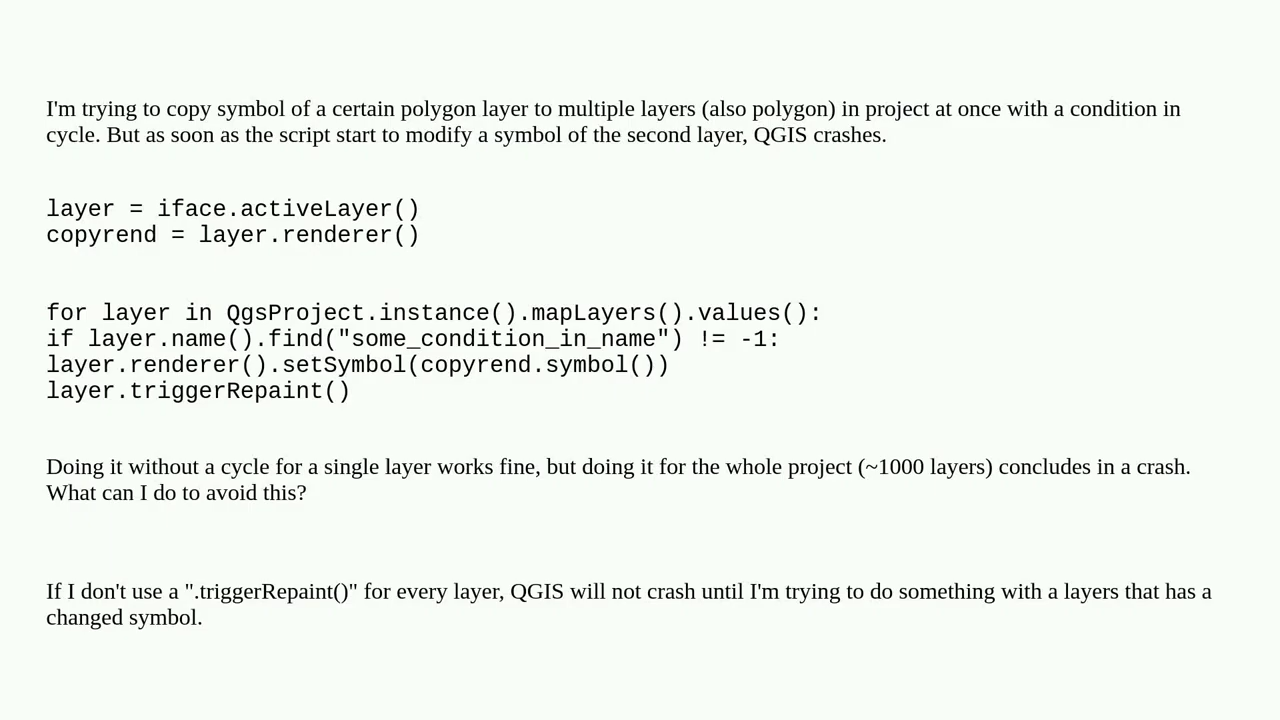 I'm trying to copy symbol of a certain polygon layer to multiple layers (also polygon) in project at once with a condition in
cycle. But as soon as the script start to modify a symbol of the second layer, QGIS crashes.
layer = iface.activeLayer()
copyrend = layer.renderer()
for layer in QgsProject.instance().mapLayers().values():
if layer.name().find("some_condition_in_name") != -1:
layer.renderer().setSymbol(copyrend.symbol())
layer.triggerRepaint()
Doing it without a cycle for a single layer works fine, but doing it for the whole project (~1000 layers) concludes in a crash.
What can I do to avoid this?
If I don't use a ".triggerRepaint()" for every layer, QGIS will not crash until I'm trying to do something with a layers that has a
changed symbol.